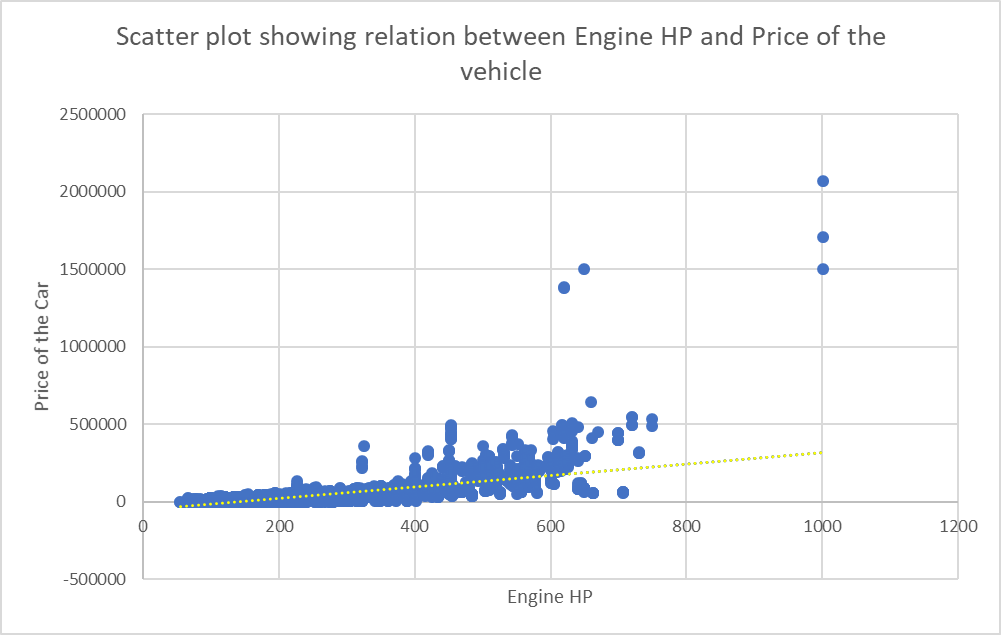 Scatter plot showing relation between Engine HP and Price of the
vehicle
2500000
2000000
1500000
1000000
500000
0
-500000
Price of the Car
0 200 400 600 800 1000 1200
Engine HP